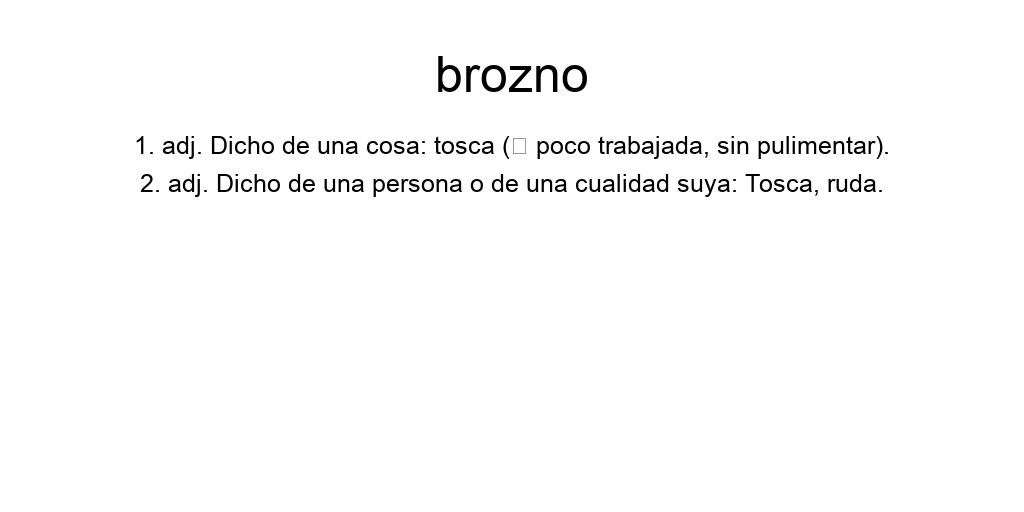 brozno
1. adj. Dicho de una cosa: tosca (□ poco trabajada, sin pulimentar).
2. adj. Dicho de una persona o de una cualidad suya: Tosca, ruda.